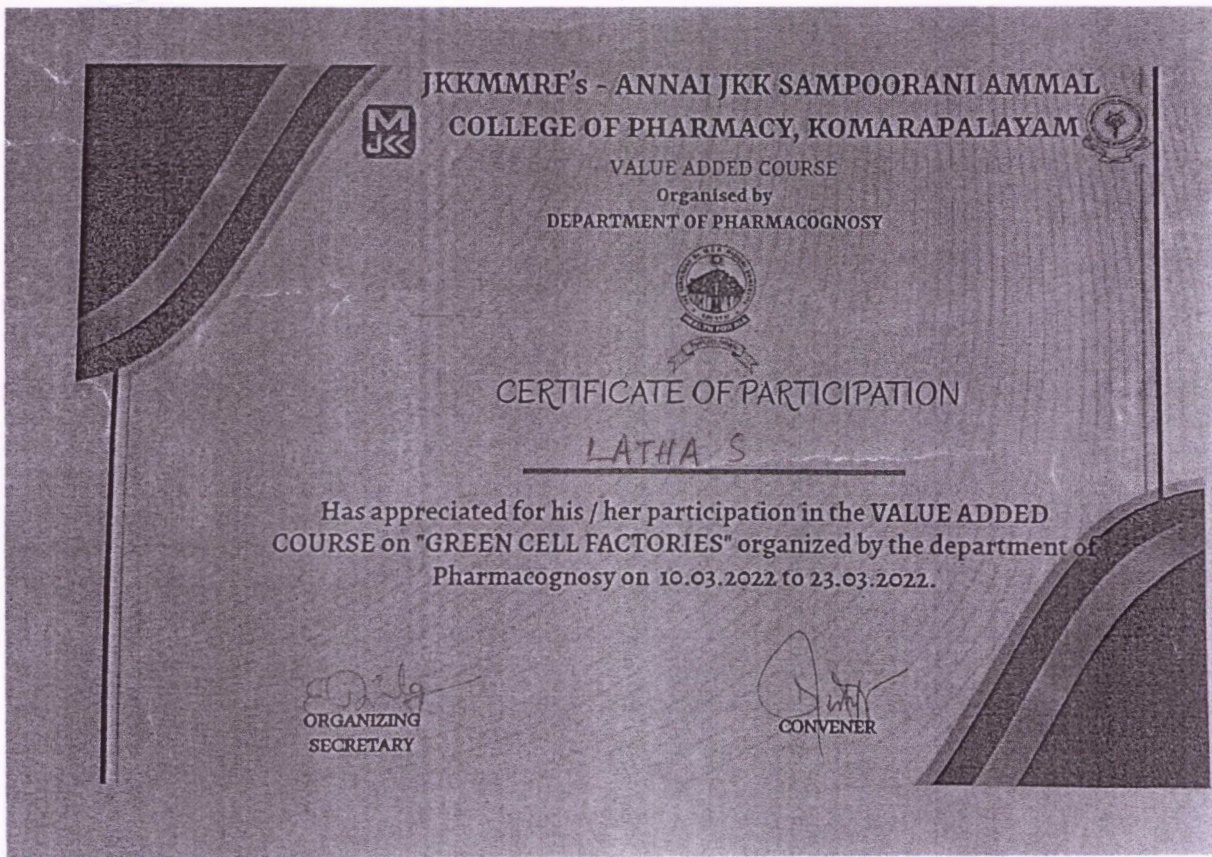 JKKMMRF's - ANNAI JKK SAMPOORANI AMMAL
COLLEGE OF PHARMACY, KOMARAPALAYAM
M
JKK
VALUE ADDED COURSE
Organised by
DEPARTMENT OF PHARMACOGNOSY
CERTIFICATE OF PARTICIPATION
LATHA S
Has appreciated for his / her participation in the VALUE ADDED
COURSE on "GREEN CELL FACTORIES" organized by the department of
Pharmacognosy on 10.03.2022 to 23.03.2022.
ORGANIZING
SECRETARY
CONVENER